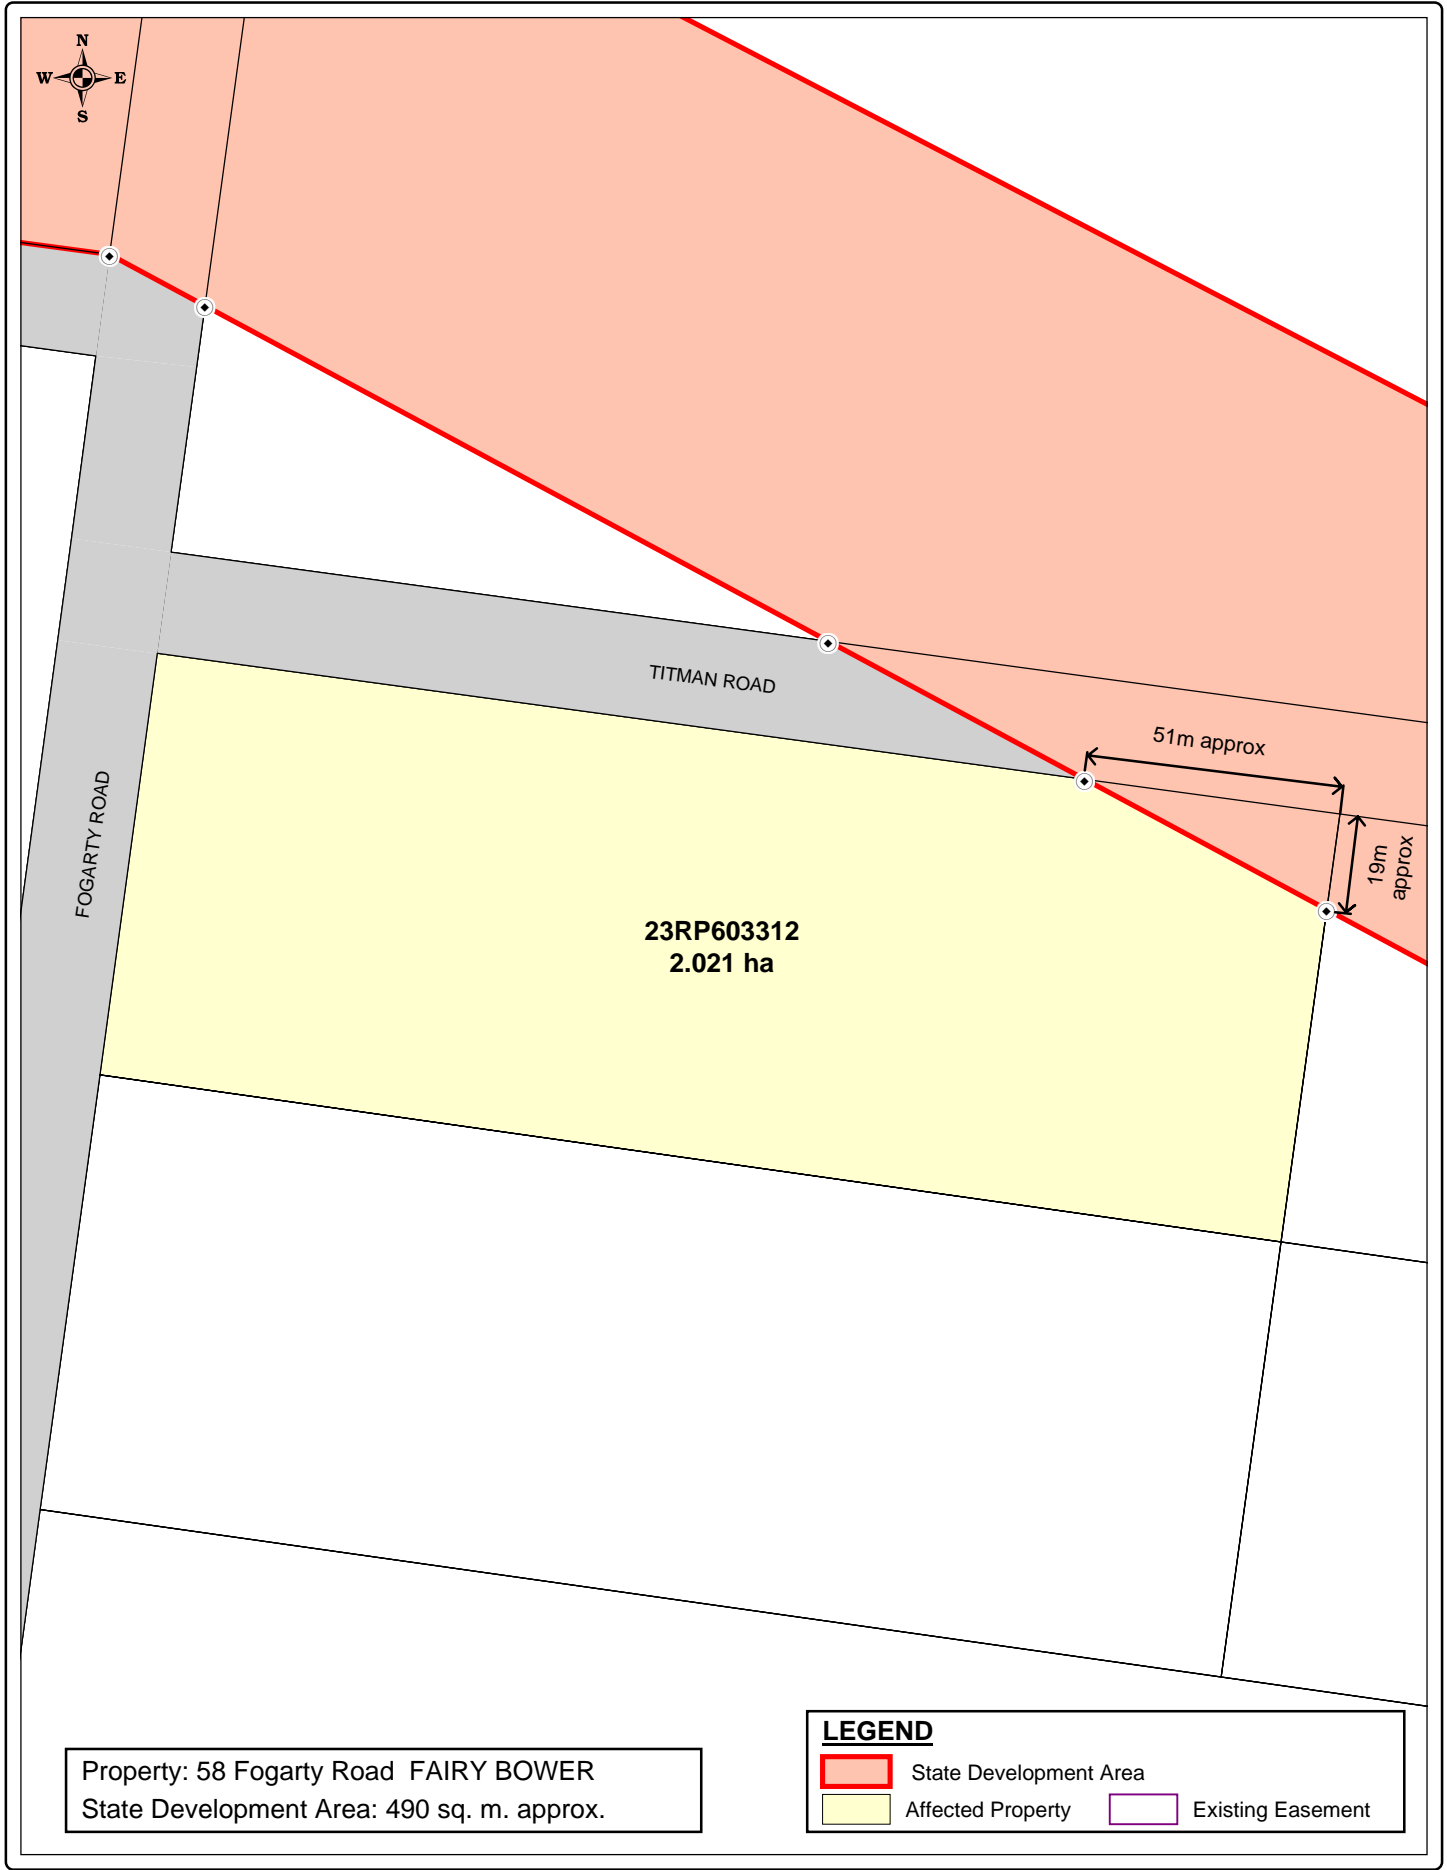 N
W E
S
TITMAN ROAD
51m approx
19m
approx
FOGARTY ROAD
23RP603312
2.021 ha
Property: 58 Fogarty Road  FAIRY BOWER
State Development Area: 490 sq. m. approx.
LEGEND
State Development Area
Affected Property Existing Easement